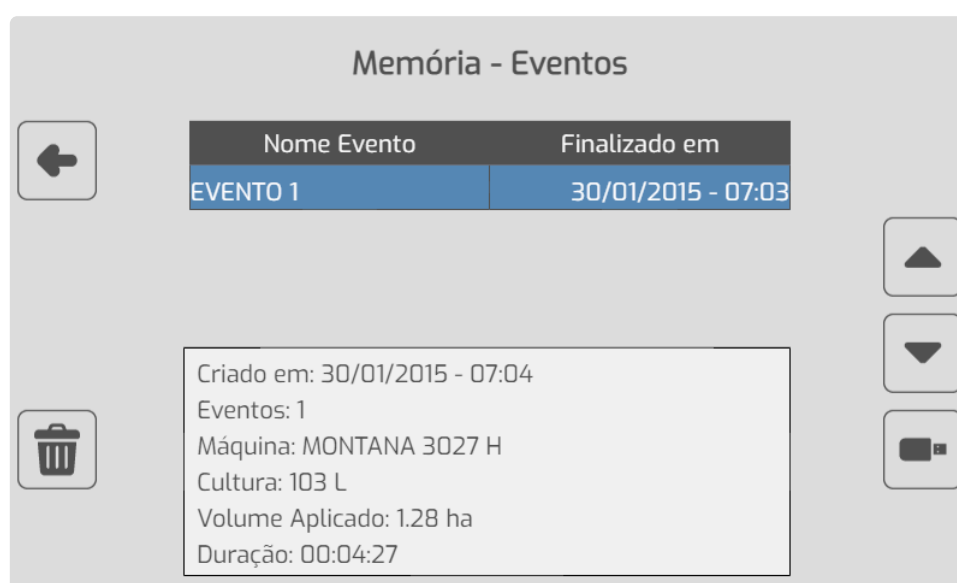 Memória - Eventos
Nome Evento Finalizado em
EVENTO 1 30/01/2015 - 07:03
Criado em: 30/01/2015 - 07:04
Eventos: 1
Máquina: MONTANA 3027 H
Cultura: 103 L
Volume Aplicado: 1.28 ha
Duração: 00:04:27